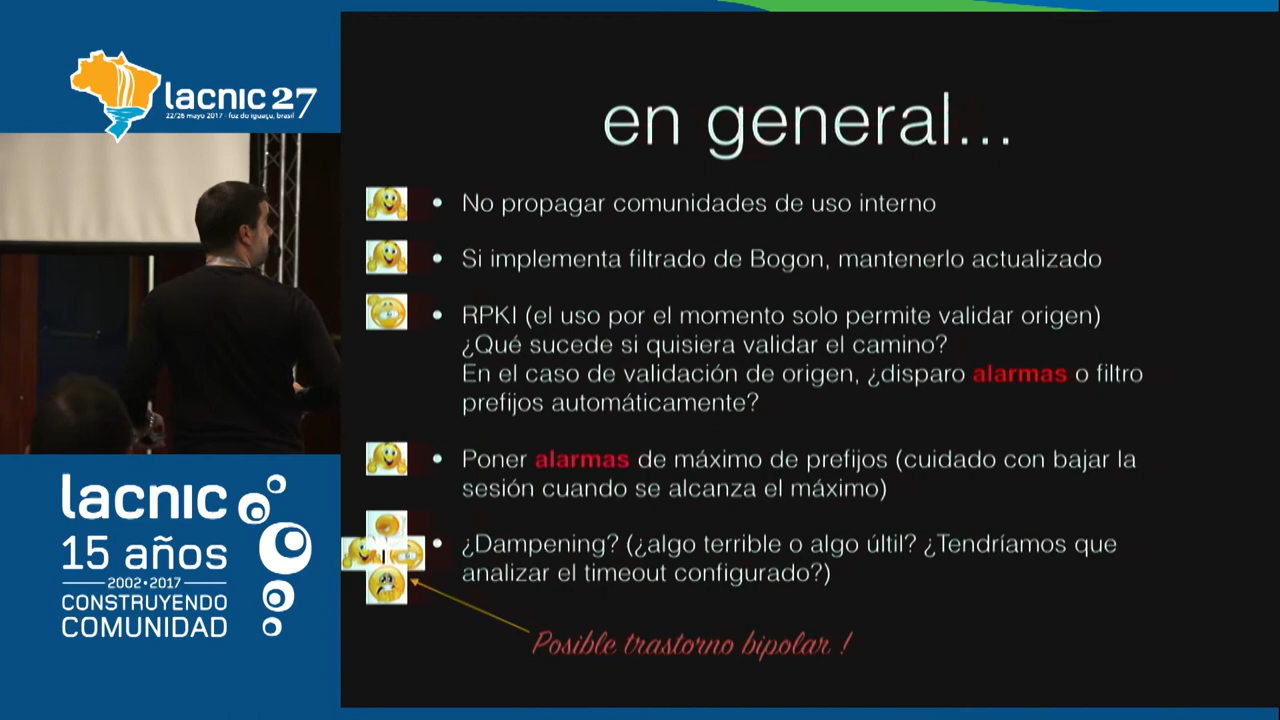 lacnic 27
22/26 mayo 2017 - foz do iguaçu, brasil
lacnic
15 años
2002•2017
CONSTRUYENDO
COMUNIDAD
en general...
• No propagar comunidades de uso interno
• Si implementa filtrado de Bogon, mantenerlo actualizado
• RPKI (el uso por el momento solo permite validar origen)
¿Qué sucede si quisiera validar el camino?
En el caso de validación de origen, ¿disparo alarmas o filtro
prefijos automáticamente?
• Poner alarmas de máximo de prefijos (cuidado con bajar la
sesión cuando se alcanza el máximo)
• ¿Dampening? (¿algo terrible o algo últil? ¿Tendríamos que
analizar el timeout configurado?)
Posible trastorno bipolar !